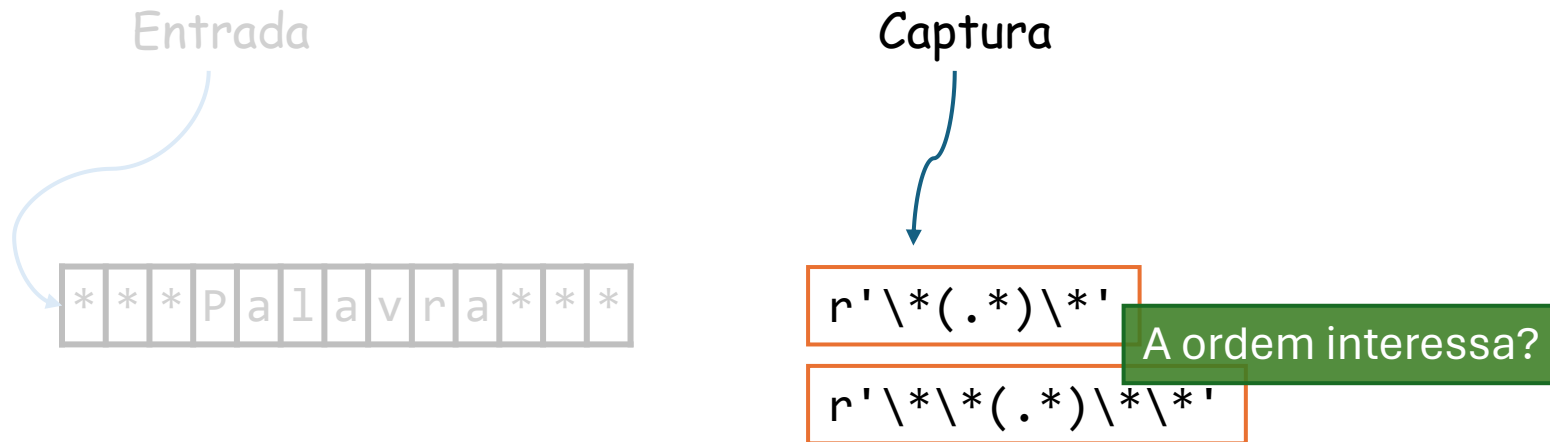 Entrada
Captura
***Palavra***
r'\*(.*)\*'
A ordem interessa?
r'\*\*(.*)\*\*'